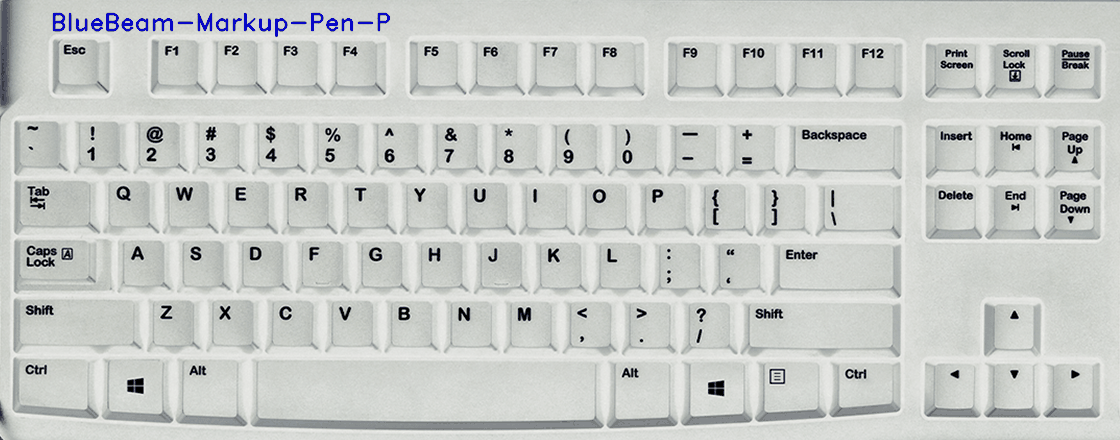 BlueBeam-Markup-Pen-P
Esc F1 F2 F3 F4 F5 F6 F7 F8 F9 F10 F11 F12 Print Screen Scroll Lock Pause Break
~ ` ! 1 @ 2 # 3 $ 4 % 5 ^ 6 & 7 * 8 ( 9 ) 0 — - + = Backspace Insert Home Page Up
Tab Q W E R T Y U I O P { [ } ] | \ Delete End Page Down
Caps Lock A S D F G H J K L : ; “ ‘ Enter
Shift Z X C V B N M < , > . ? / Shift
Ctrl Alt Alt Ctrl